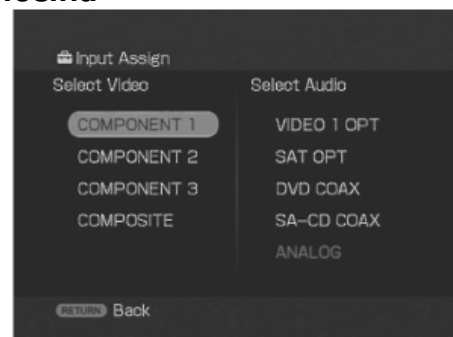 Input Assign
Select Video
Select Audio
COMPONENT 1
VIDEO 1 OPT
COMPONENT 2
SAT OPT
COMPONENT 3
DVD COAX
COMPOSITE
SA-CD COAX
ANALOG
RETURN Back